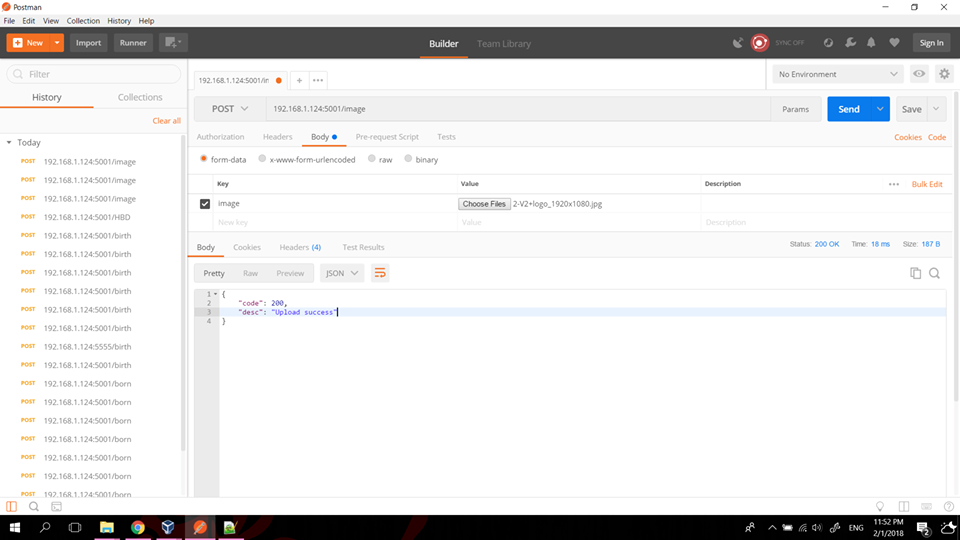 Postman
File Edit View Collection History Help
New Import Runner Builder Team Library SYNC OFF Sign In
Filter
History Collections
Clear all
Today
POST 192.168.1.124:5001/image
POST 192.168.1.124:5001/image
POST 192.168.1.124:5001/image
POST 192.168.1.124:5001/HBD
POST 192.168.1.124:5001/birth
POST 192.168.1.124:5001/birth
POST 192.168.1.124:5001/birth
POST 192.168.1.124:5001/birth
POST 192.168.1.124:5001/birth
POST 192.168.1.124:5001/birth
POST 192.168.1.124:5555/birth
POST 192.168.1.124:5001/birth
POST 192.168.1.124:5001/born
POST 192.168.1.124:5001/born
POST 192.168.1.124:5001/born
POST 192.168.1.124:5001/born
POST 192.168.1.124:5001/born
POST 192.168.1.124:5001/born
POST 192.168.1.124:5001/born
192.168.1.124:5001/in + ••• No Environment
POST 192.168.1.124:5001/image Params Send Save
Authorization Headers Body Pre-request Script Tests Cookies Code
form-data x-www-form-urlencoded raw binary
Key Value Description ••• Bulk Edit
image Choose Files 2-V2+logo_1920x1080.jpg
New key Value Description
Body Cookies Headers (4) Test Results Status: 200 OK Time: 18 ms Size: 187 B
Pretty Raw Preview JSON
1 {
2 "code": 200,
3 "desc": "Upload success"
4 }
ENG
11:52 PM
2/1/2018
2